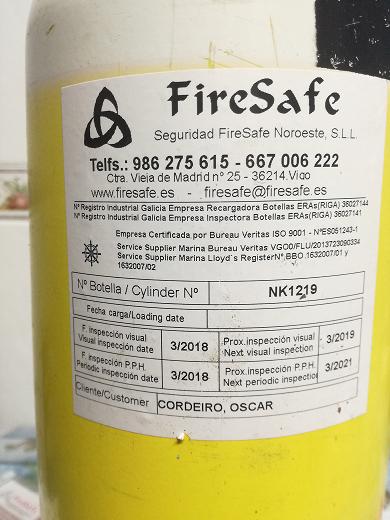 FireSafe
Seguridad FireSafe Noroeste, S.L.L.
Telfs.: 986 275 615 - 667 006 222
Ctra. Vieja de Madrid nº 25 - 36214.Vigo
www.firesafe.es - firesafe@firesafe.es
Nº Registro Industrial Galicia Empresa Recargadora Botellas ERAs(RIGA) 36027144
Nº Registro Industrial Galicia Empresa Inspectora Botellas ERAs(RIGA) 36027141
Empresa Certificada por Bureau Veritas ISO 9001 - NºES051243-1
Service Supplier Marina Bureau Veritas VGO0/FLU/2013723090334
Service Supplier Marina Lloyd´s RegisterNº,BBO.1632007/01 y
1632007/02
Nº Botella / Cylinder Nº NK1219
Fecha carga/Loading date
F. inspección visual 3/2018 Prox.inspección visual 3/2019
Visual inspección date Next visual inspection
F. inspección P.P.H. 3/2018 Prox.inspección P.P.H. 3/2021
Periodic inspección date Next periodic inspection
Cliente/Customer CORDEIRO, OSCAR